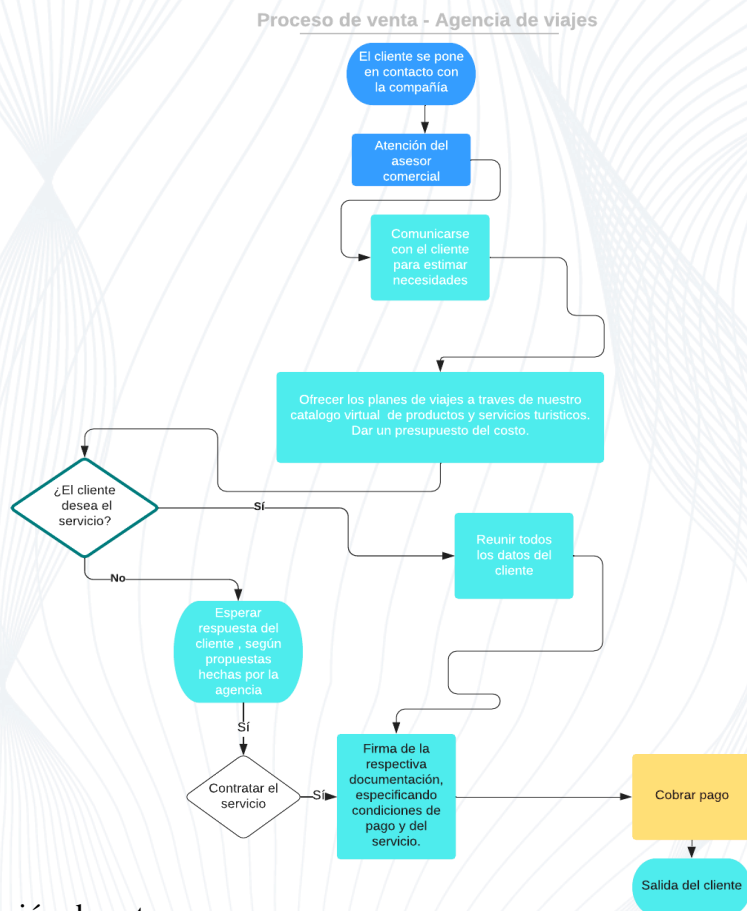 Proceso de venta - Agencia de viajes
El cliente se pone
en contacto con
la compañía
Atención del
asesor
comercial
Comunicarse
con el cliente
para estimar
necesidades
Ofrecer los planes de viajes a traves de nuestro
catalogo virtual de productos y servicios turisticos.
Dar un presupuesto del costo.
¿El cliente
desea el
servicio?
Sí
Reunir todos
los datos del
cliente
No
Esperar
respuesta del
cliente , según
propuestas
hechas por la
agencia
Sí
Contratar el
servicio
Sí
Firma de la
respectiva
documentación,
especificando
condiciones de
pago y del
servicio.
Cobrar pago
Salida del cliente